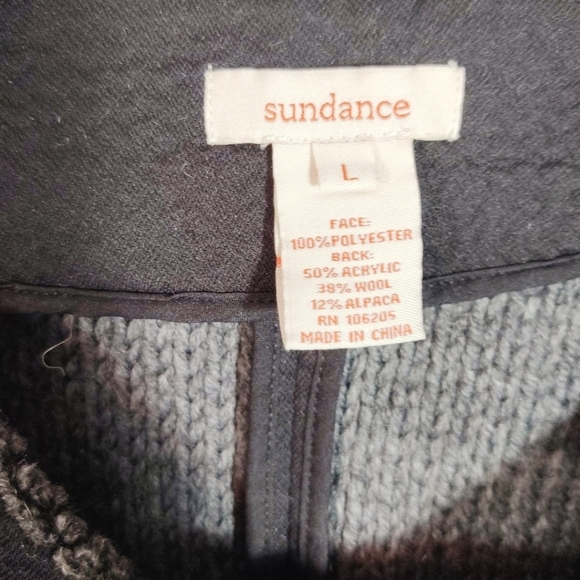 sundance
L
FACE:
100%POLYESTER
BACK:
50% ACRYLIC
38% WOOL
12% ALPACA
RN 106205
MADE IN CHINA